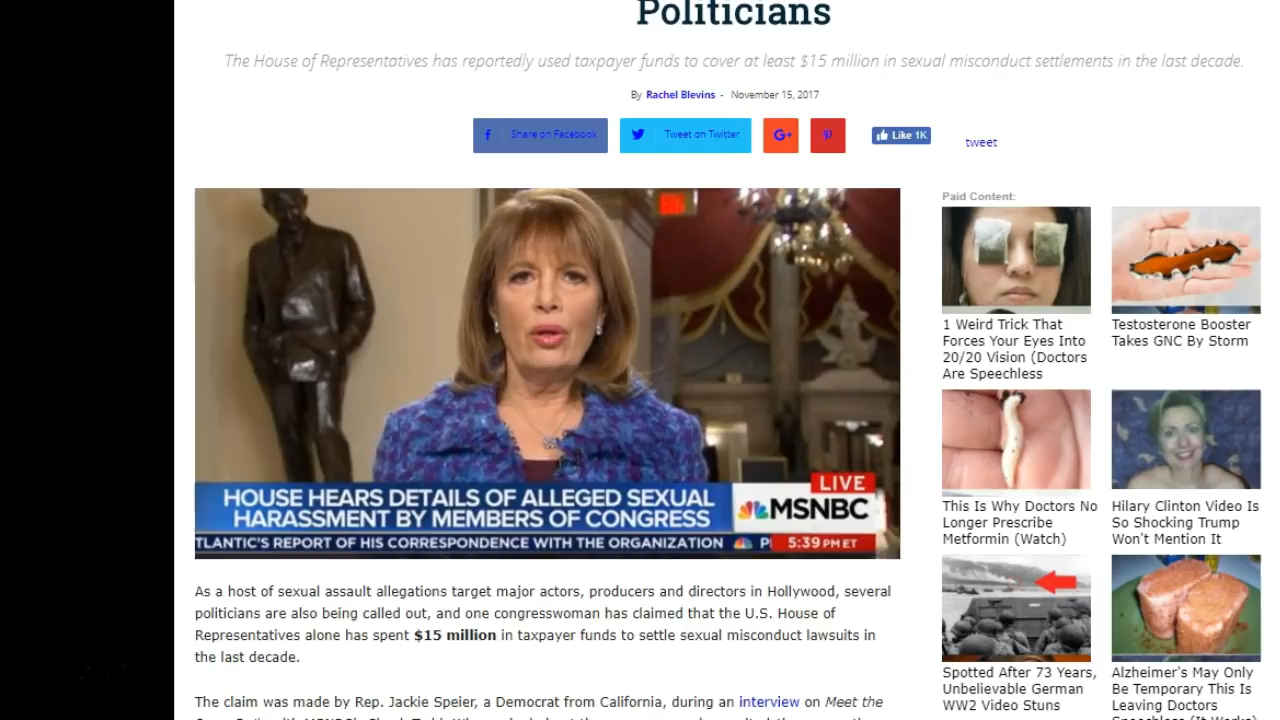 Politicians
The House of Representatives has reportedly used taxpayer funds to cover at least $15 million in sexual misconduct settlements in the last decade.
By Rachel Blevins - November 15, 2017
Share on Facebook
Tweet on Twitter
G+
Like 1K
tweet
HOUSE HEARS DETAILS OF ALLEGED SEXUAL
HARASSMENT BY MEMBERS OF CONGRESS
LIVE
MSNBC
TLANTIC'S REPORT OF HIS CORRESPONDENCE WITH THE ORGANIZATION
5:39 PM ET
As a host of sexual assault allegations target major actors, producers and directors in Hollywood, several
politicians are also being called out, and one congresswoman has claimed that the U.S. House of
Representatives alone has spent $15 million in taxpayer funds to settle sexual misconduct lawsuits in
the last decade.
The claim was made by Rep. Jackie Speier, a Democrat from California, during an interview on Meet the
Paid Content:
1 Weird Trick That
Forces Your Eyes Into
20/20 Vision (Doctors
Are Speechless
Testosterone Booster
Takes GNC By Storm
This Is Why Doctors No
Longer Prescribe
Metformin (Watch)
Hilary Clinton Video Is
So Shocking Trump
Won't Mention It
Spotted After 73 Years,
Unbelievable German
WW2 Video Stuns
Alzheimer's May Only
Be Temporary This Is
Leaving Doctors